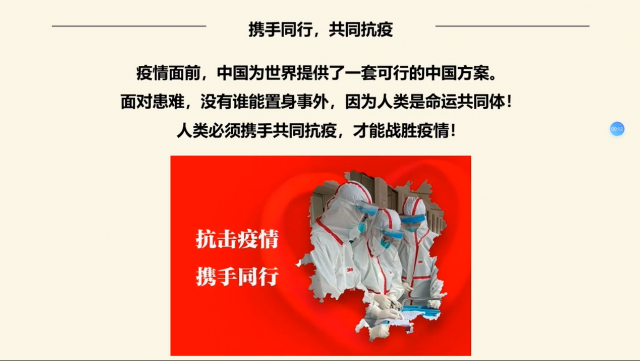 携手同行，共同抗疫
疫情面前，中国为世界提供了一套可行的中国方案。
面对患难，没有谁能置身事外，因为人类是命运共同体！
人类必须携手共同抗疫，才能战胜疫情！
抗击疫情
携手同行